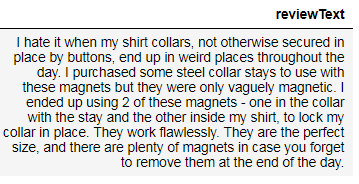 reviewText
I hate it when my shirt collars, not otherwise secured in
place by buttons, end up in weird places throughout the
day. I purchased some steel collar stays to use with
these magnets but they were only vaguely magnetic. I
ended up using 2 of these magnets - one in the collar
with the stay and the other inside my shirt, to lock my
collar in place. They work flawlessly. They are the perfect
size, and there are plenty of magnets in case you forget
to remove them at the end of the day.